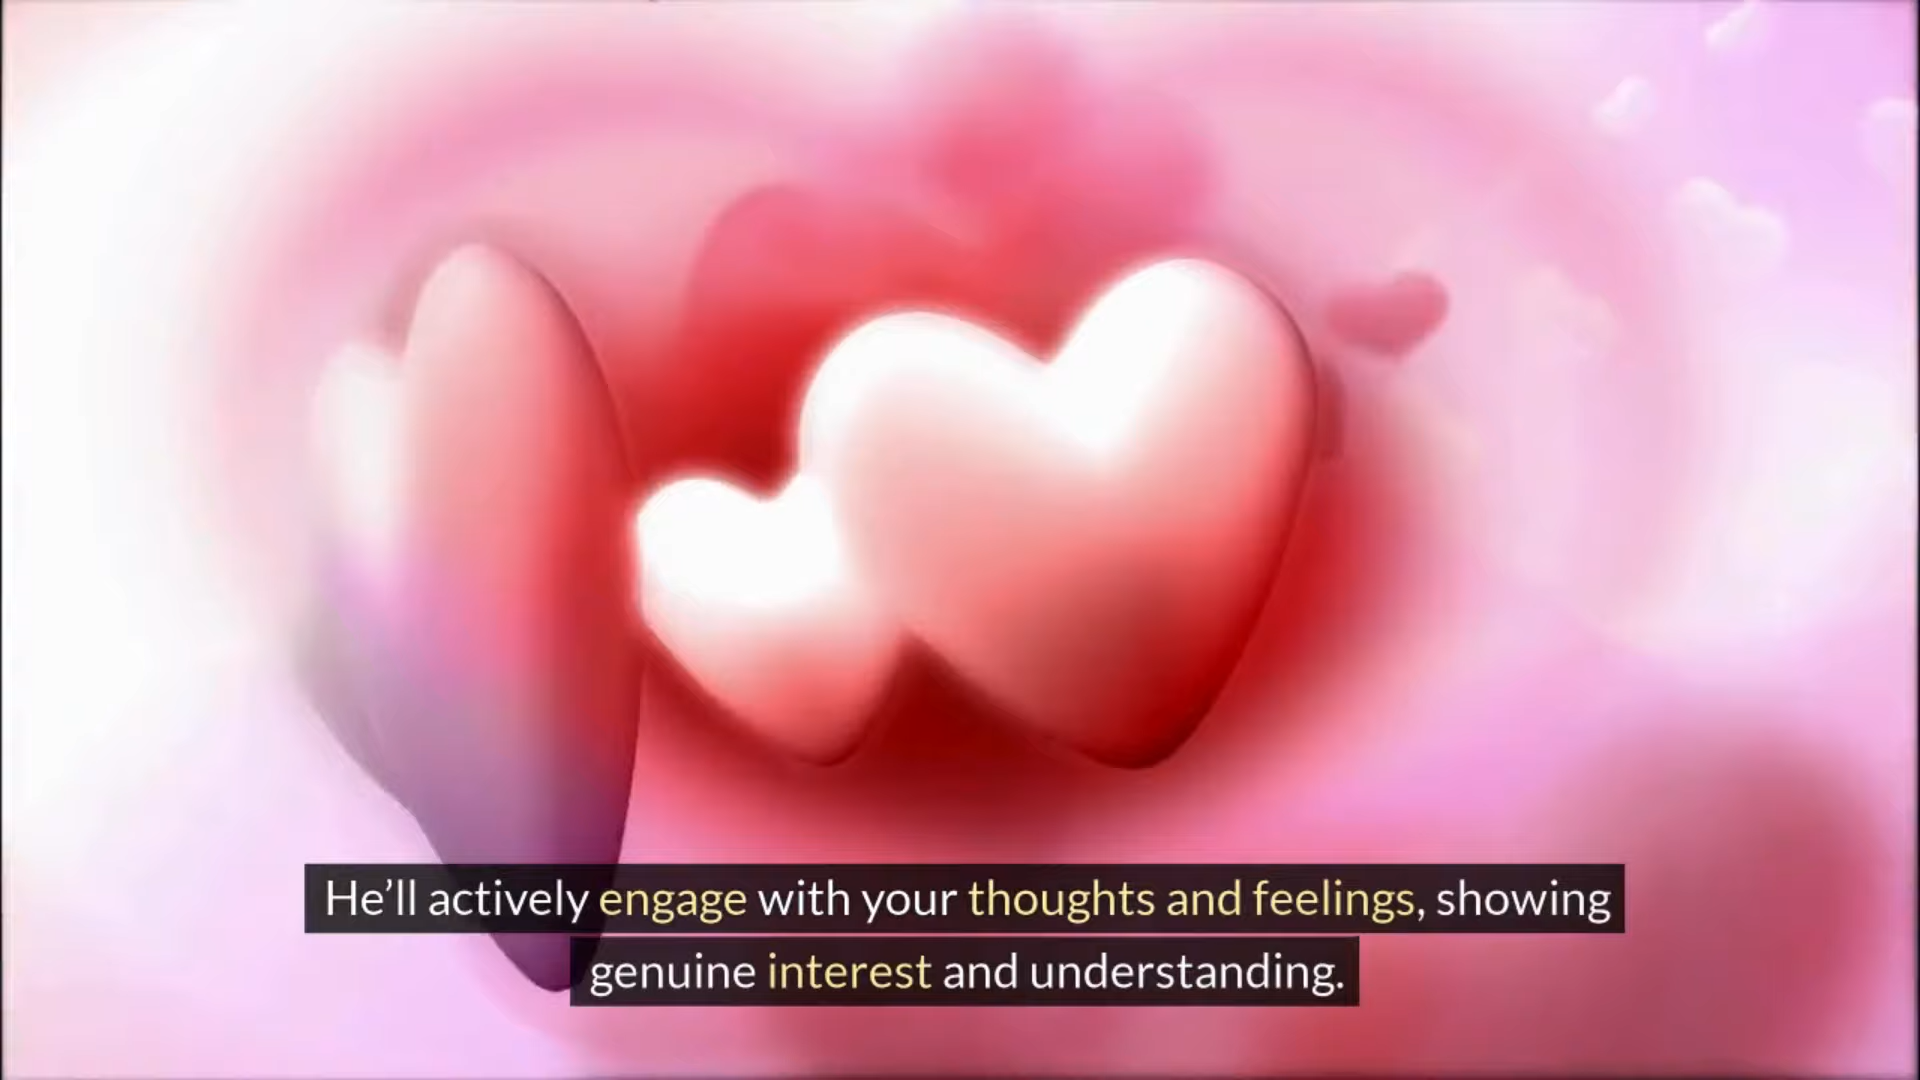 He’ll actively engage with your thoughts and feelings, showing
genuine interest and understanding.